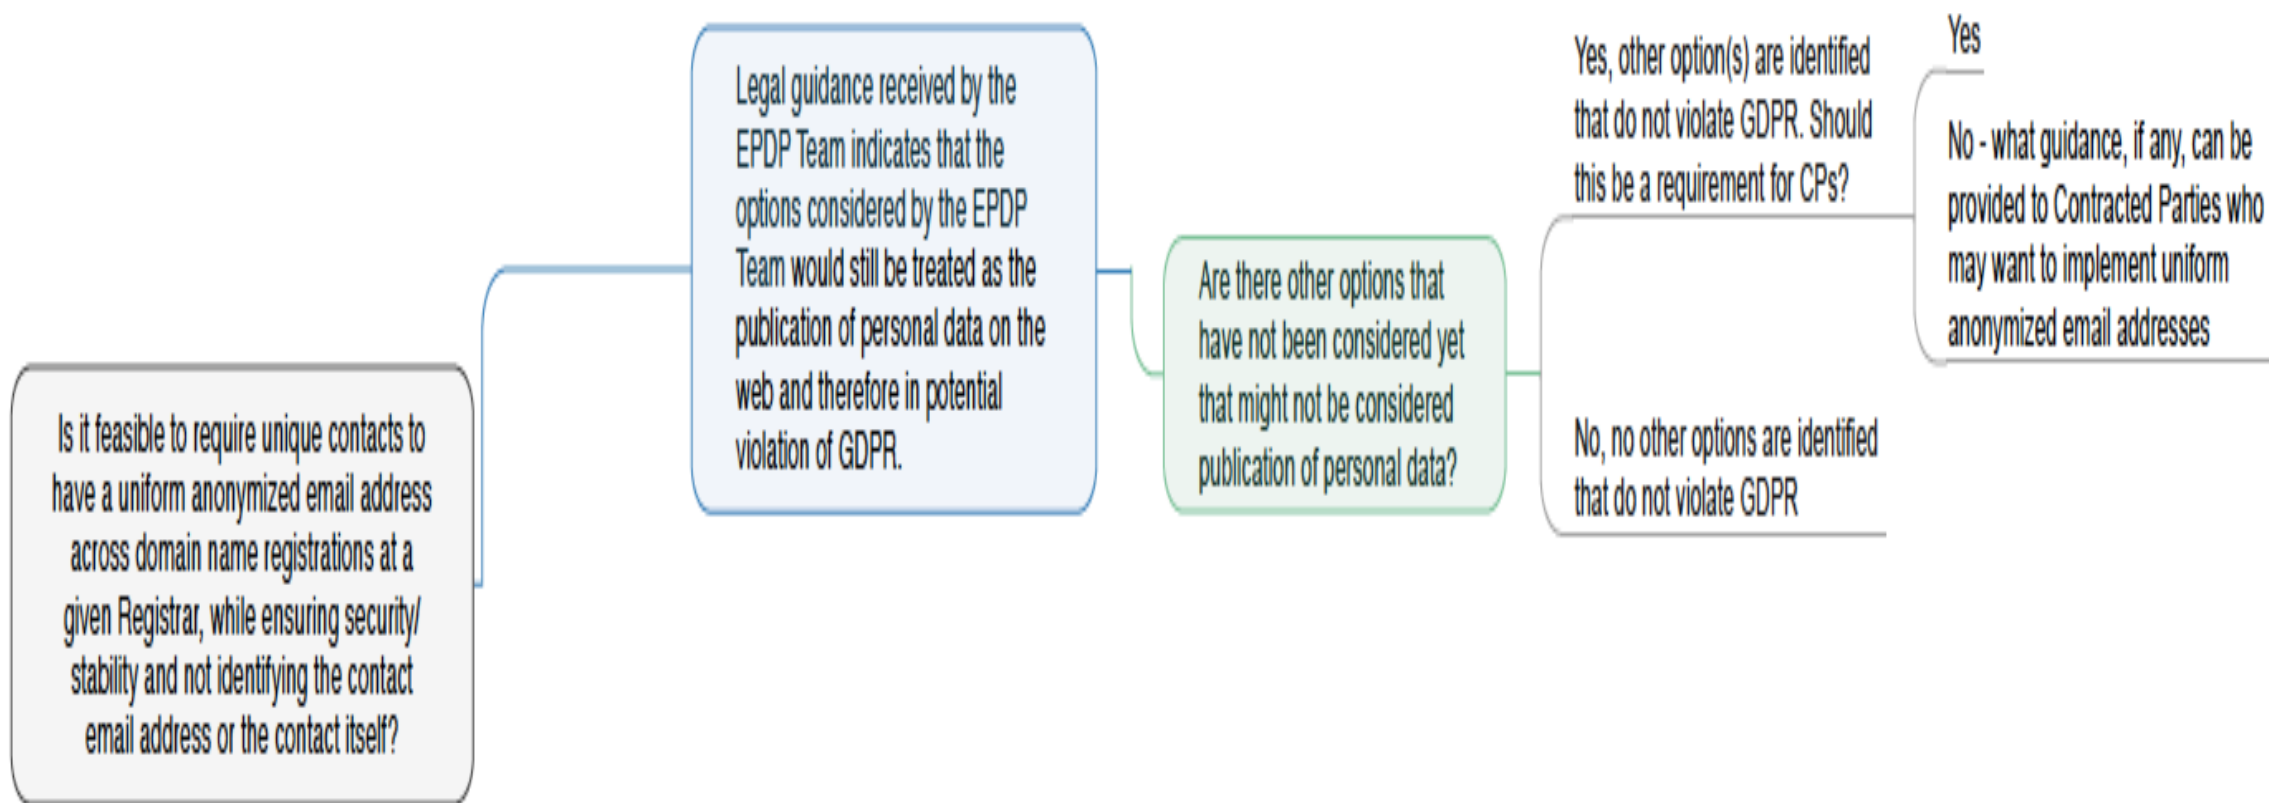 Is it feasible to require unique contacts to
have a uniform anonymized email address
across domain name registrations at a
given Registrar, while ensuring security/
stability and not identifying the contact
email address or the contact itself?
Legal guidance received by the
EPDP Team indicates that the
options considered by the EPDP
Team would still be treated as the
publication of personal data on the
web and therefore in potential
violation of GDPR.
Are there other options that
have not been considered yet
that might not be considered
publication of personal data?
Yes, other option(s) are identified
that do not violate GDPR. Should
this be a requirement for CPs?
Yes
No - what guidance, if any, can be
provided to Contracted Parties who
may want to implement uniform
anonymized email addresses
No, no other options are identified
that do not violate GDPR